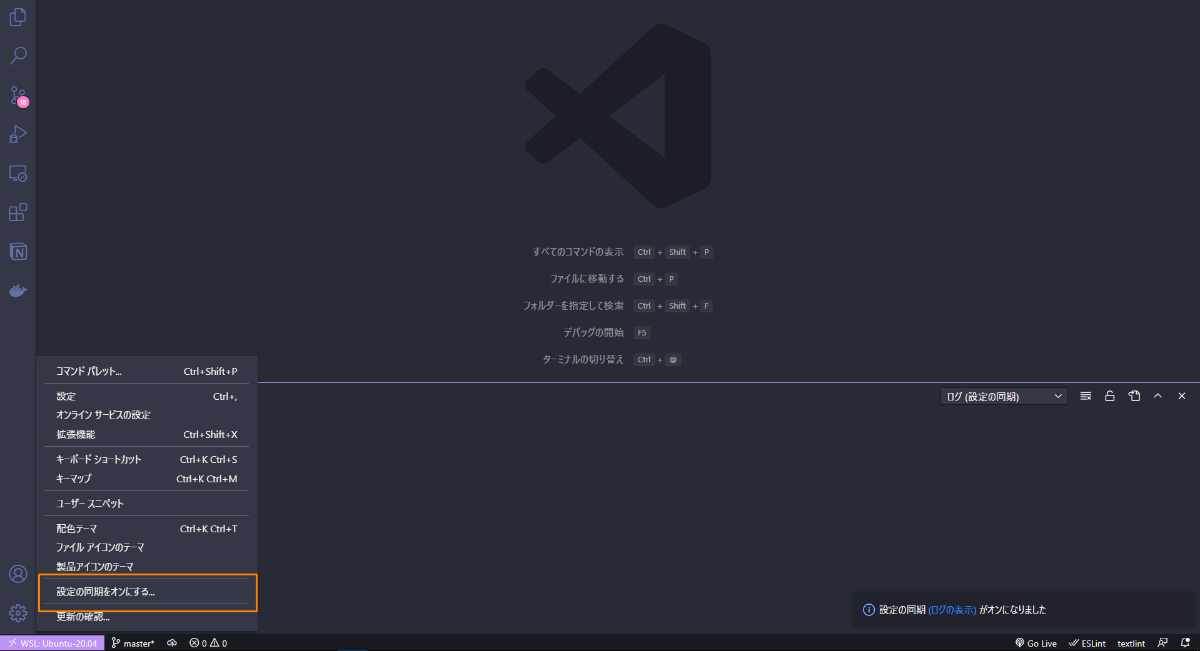 18
すべてのコマンドの表示 Ctrl + Shift + P
ファイルに移動する Ctrl + P
フォルダーを指定して検索 Ctrl + Shift + F
デバッグの開始 F5
ターミナルの切り替え Ctrl + @
コマンド パレット... Ctrl+Shift+P
設定 Ctrl+,
オンライン サービスの設定
拡張機能 Ctrl+Shift+X
キーボード ショートカット Ctrl+K Ctrl+S
キーマップ Ctrl+K Ctrl+M
ユーザー スニペット
配色テーマ Ctrl+K Ctrl+T
ファイル アイコンのテーマ
製品アイコンのテーマ
設定の同期をオンにする...
更新の確認...
ログ (設定の同期)
設定の同期 (ログの表示) がオンになりました
WSL: Ubuntu-20.04 master* 0 0 Go Live ESLint textlint